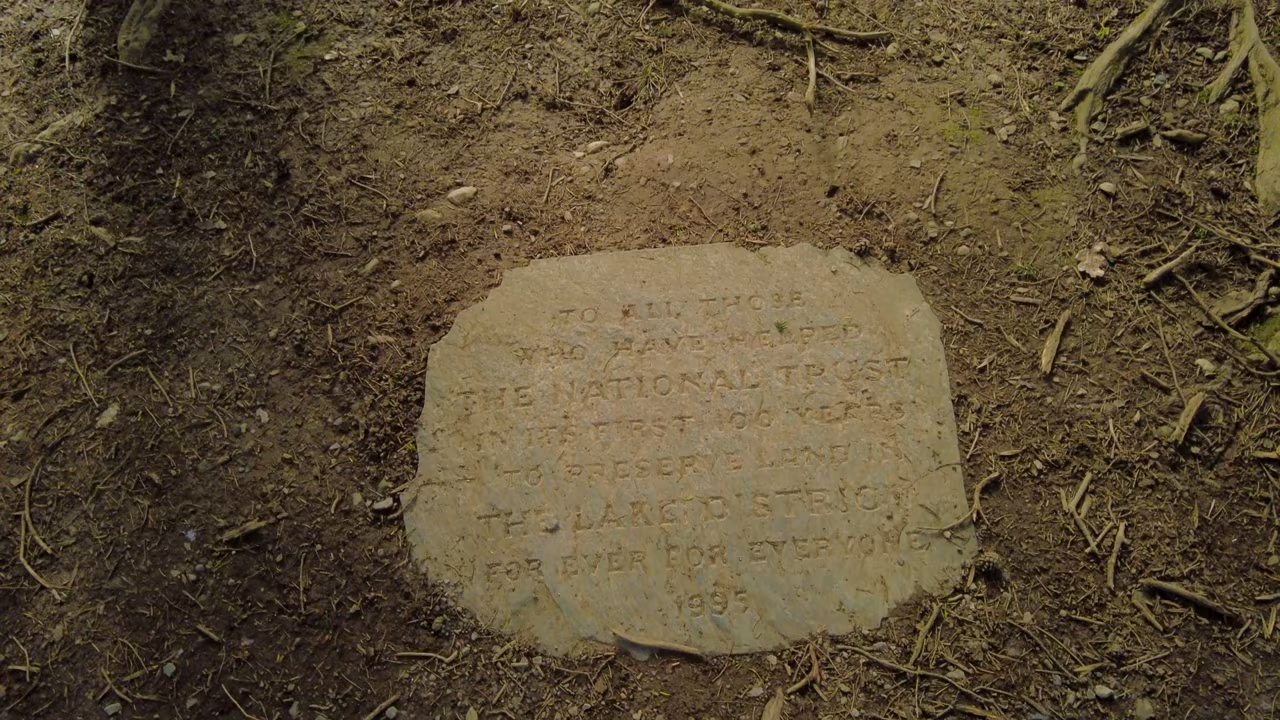 TO ALL THOSE
WHO HAVE HELPED
THE NATIONAL TRUST
IN ITS FIRST 100 YEARS
TO PRESERVE LAND IN
THE LAKE DISTRICT
FOR EVER FOR EVERYONE
1995